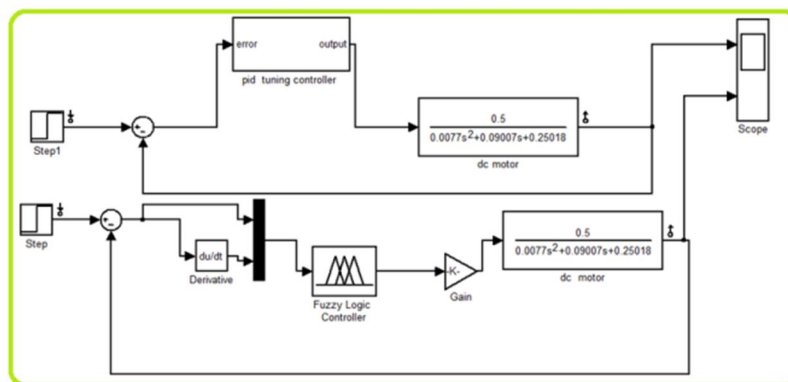 error output
pid tuning controller
Step1
+
-
0.5
0.0077s²+0.09007s+0.25018
dc motor
Scope
Step
+
-
du/dt
Derivative
Fuzzy Logic
Controller
-K-
Gain
0.5
0.0077s²+0.09007s+0.25018
dc motor